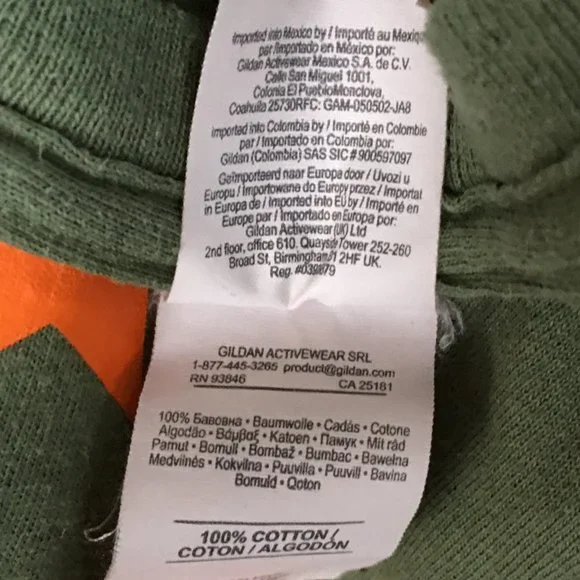 Imported into Mexico by / Importé au Mexiq
par /Importado en México por:
Gildan Activewear Mexico S.A. de C.V.
Calle San Miguel 1001,
Colonia El PuebloMonclova,
Coahuila 25730RFC: GAM-050502-JA8
Imported into Colombia by / Importé en Colombie
par / Importado en Colombia por:
Gildan (Colombia) SAS SIC # 900597097
Geïmporteerd naar Europa door / Uvozi u
Europu / Importowane do Europy przez / Importat
in Europa de / Imported into EU by / Importé en
Europe par / Importado en Europa por:
Gildan Activewear (UK) Ltd
2nd floor, office 610, Quayside Tower 252-260
Broad St, Birmingham B1 2HF UK.
Reg. #039879
GILDAN ACTIVEWEAR SRL
1-877-445-3265 product@gildan.com
RN 93846 CA 25181
100% Бавовна • Baumwolle • Cadás • Cotone
Algodão • Βάμβαξ • Katoen • Памук • Mit rád
Pamut • Bomull • Bombaž • Bumbac • Bawełna
Medvilnės • Kokvilna • Puuvilla • Puuvill • Bavlna
Bomuld • Qoton
100% COTTON /
COTON / ALGODÓN